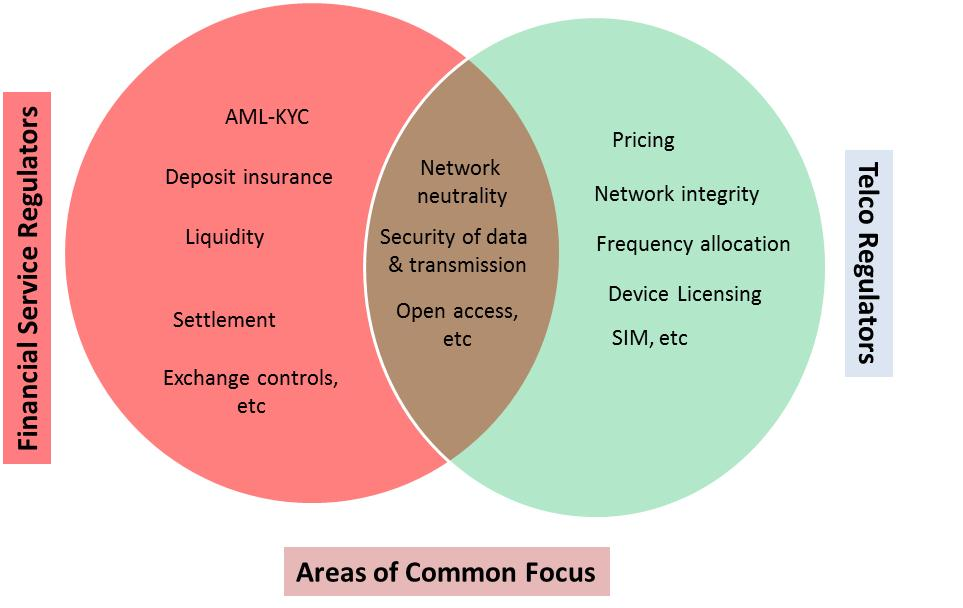 Financial Service Regulators
AML-KYC
Deposit insurance
Liquidity
Settlement
Exchange controls,
etc
Network
neutrality
Security of data
& transmission
Open access,
etc
Pricing
Network integrity
Frequency allocation
Device Licensing
SIM, etc
Telco Regulators
Areas of Common Focus